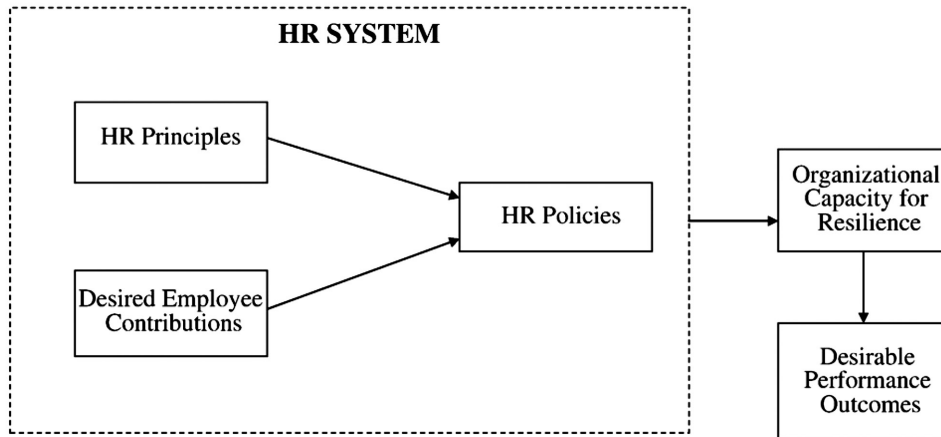 HR SYSTEM
HR Principles
HR Policies
Desired Employee
Contributions
Organizational
Capacity for
Resilience
Desirable
Performance
Outcomes